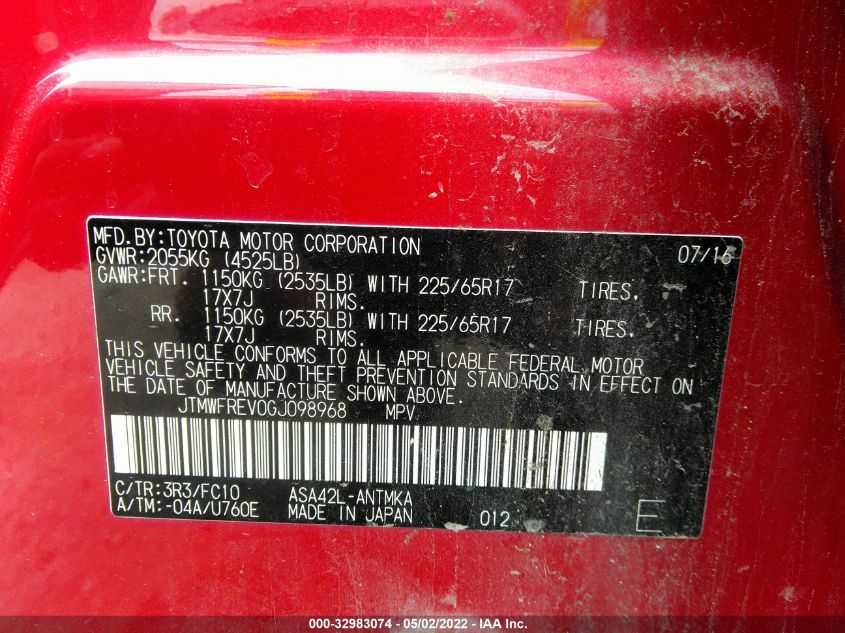 MFD.BY:TOYOTA MOTOR CORPORATION 07/16
GVWR:2055KG (4525LB)
GAWR:FRT. 1150KG (2535LB) WITH 225/65R17 TIRES.
17X7J RIMS.
RR. 1150KG (2535LB) WITH 225/65R17 TIRES.
17X7J RIMS.
THIS VEHICLE CONFORMS TO ALL APPLICABLE FEDERAL MOTOR
VEHICLE SAFETY AND THEFT PREVENTION STANDARDS IN EFFECT ON
THE DATE OF MANUFACTURE SHOWN ABOVE.
JTMWFREV0GJ098968 MPV.
C/TR:3R3/FC10 ASA42L-ANTMKA
A/TM:-04A/U760E MADE IN JAPAN 012 E
000-32983074 - 05/02/2022 - IAA Inc.